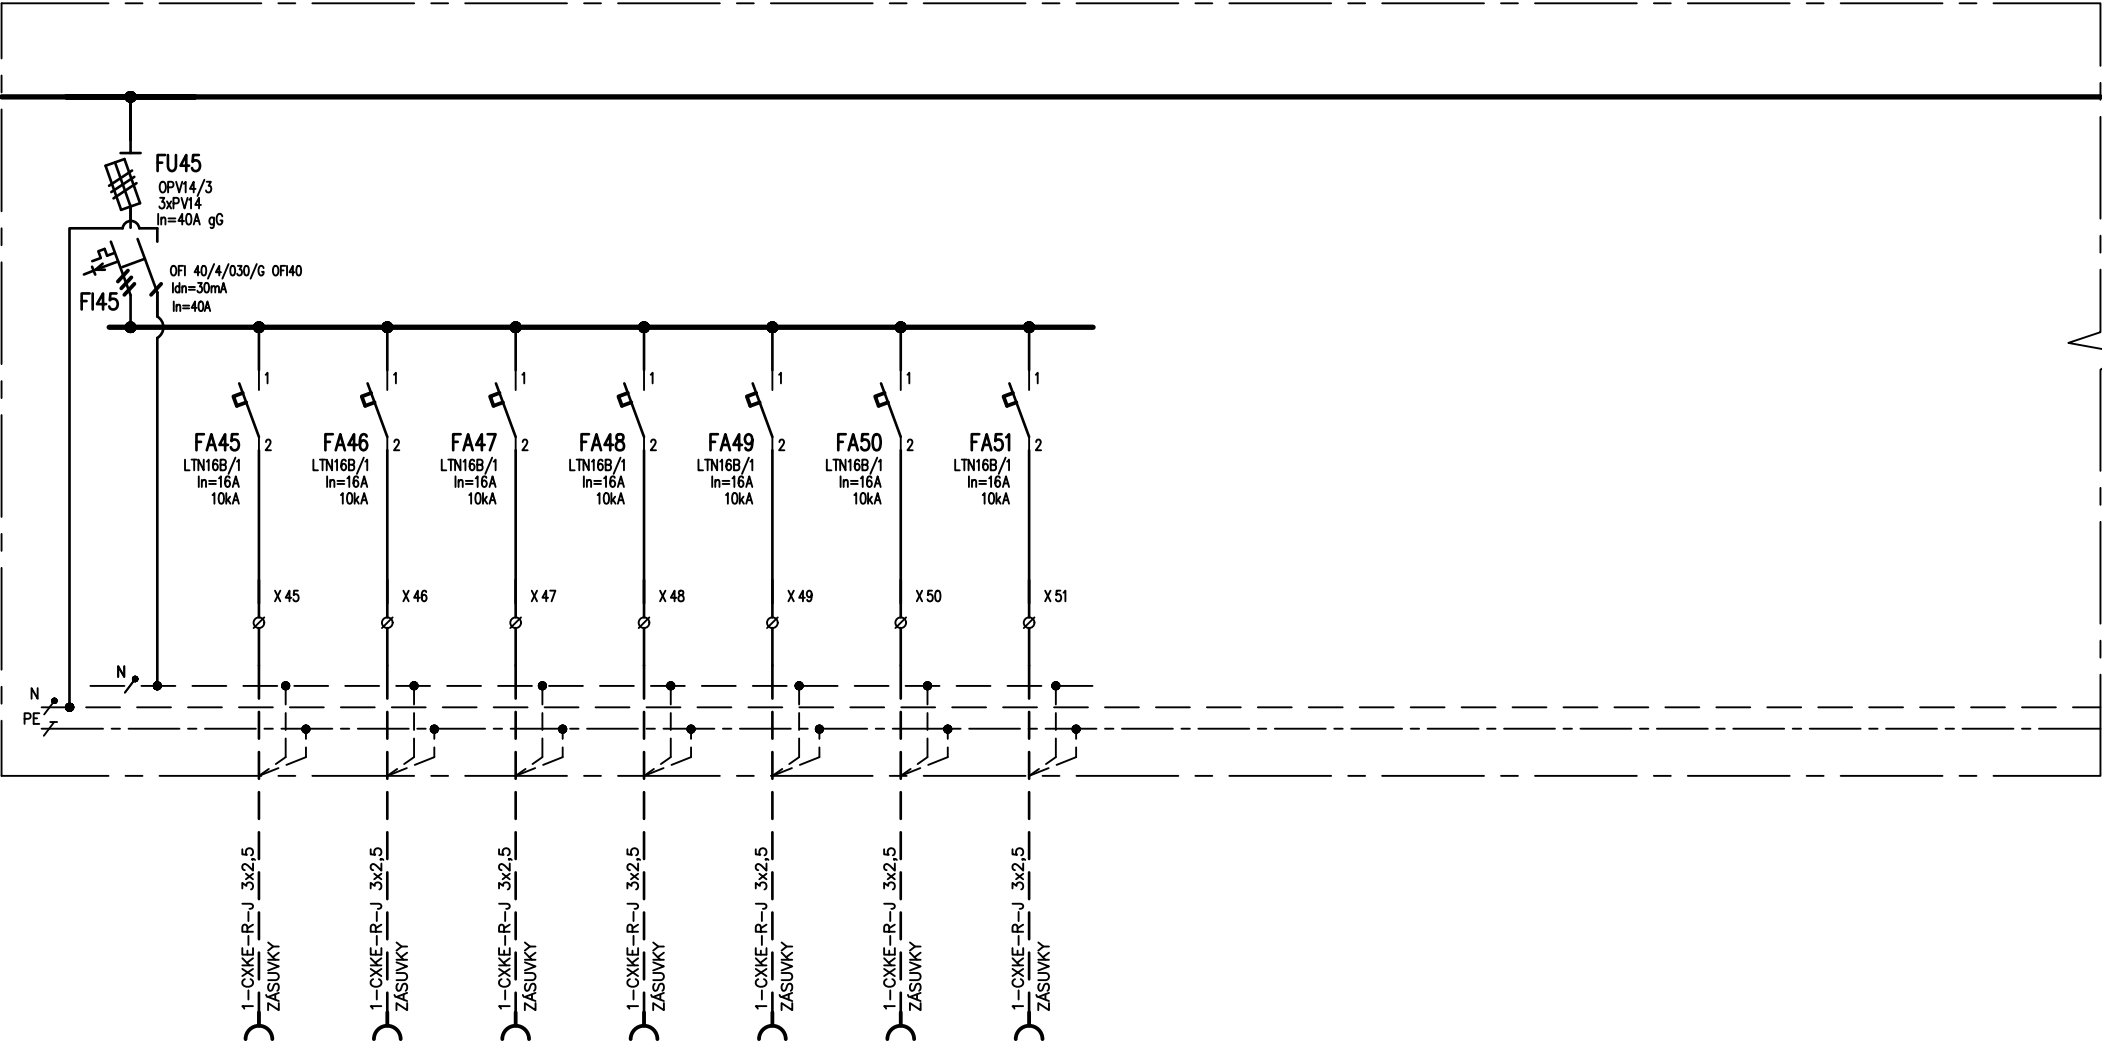 FU45
OPV14/3
3xPV14
In=40A gG
OFI 40/4/030/G OFI40
Idn=30mA
In=40A
FI45
1
1
1
1
1
1
1
FA45 2
LTN16B/1
In=16A
10kA
FA46 2
LTN16B/1
In=16A
10kA
FA47 2
LTN16B/1
In=16A
10kA
FA48 2
LTN16B/1
In=16A
10kA
FA49 2
LTN16B/1
In=16A
10kA
FA50 2
LTN16B/1
In=16A
10kA
FA51 2
LTN16B/1
In=16A
10kA
X 45
X 46
X 47
X 48
X 49
X 50
X 51
N
N
PE
1-CXKE-R-J 3x2,5
ZÁSUVKY
1-CXKE-R-J 3x2,5
ZÁSUVKY
1-CXKE-R-J 3x2,5
ZÁSUVKY
1-CXKE-R-J 3x2,5
ZÁSUVKY
1-CXKE-R-J 3x2,5
ZÁSUVKY
1-CXKE-R-J 3x2,5
ZÁSUVKY
1-CXKE-R-J 3x2,5
ZÁSUVKY